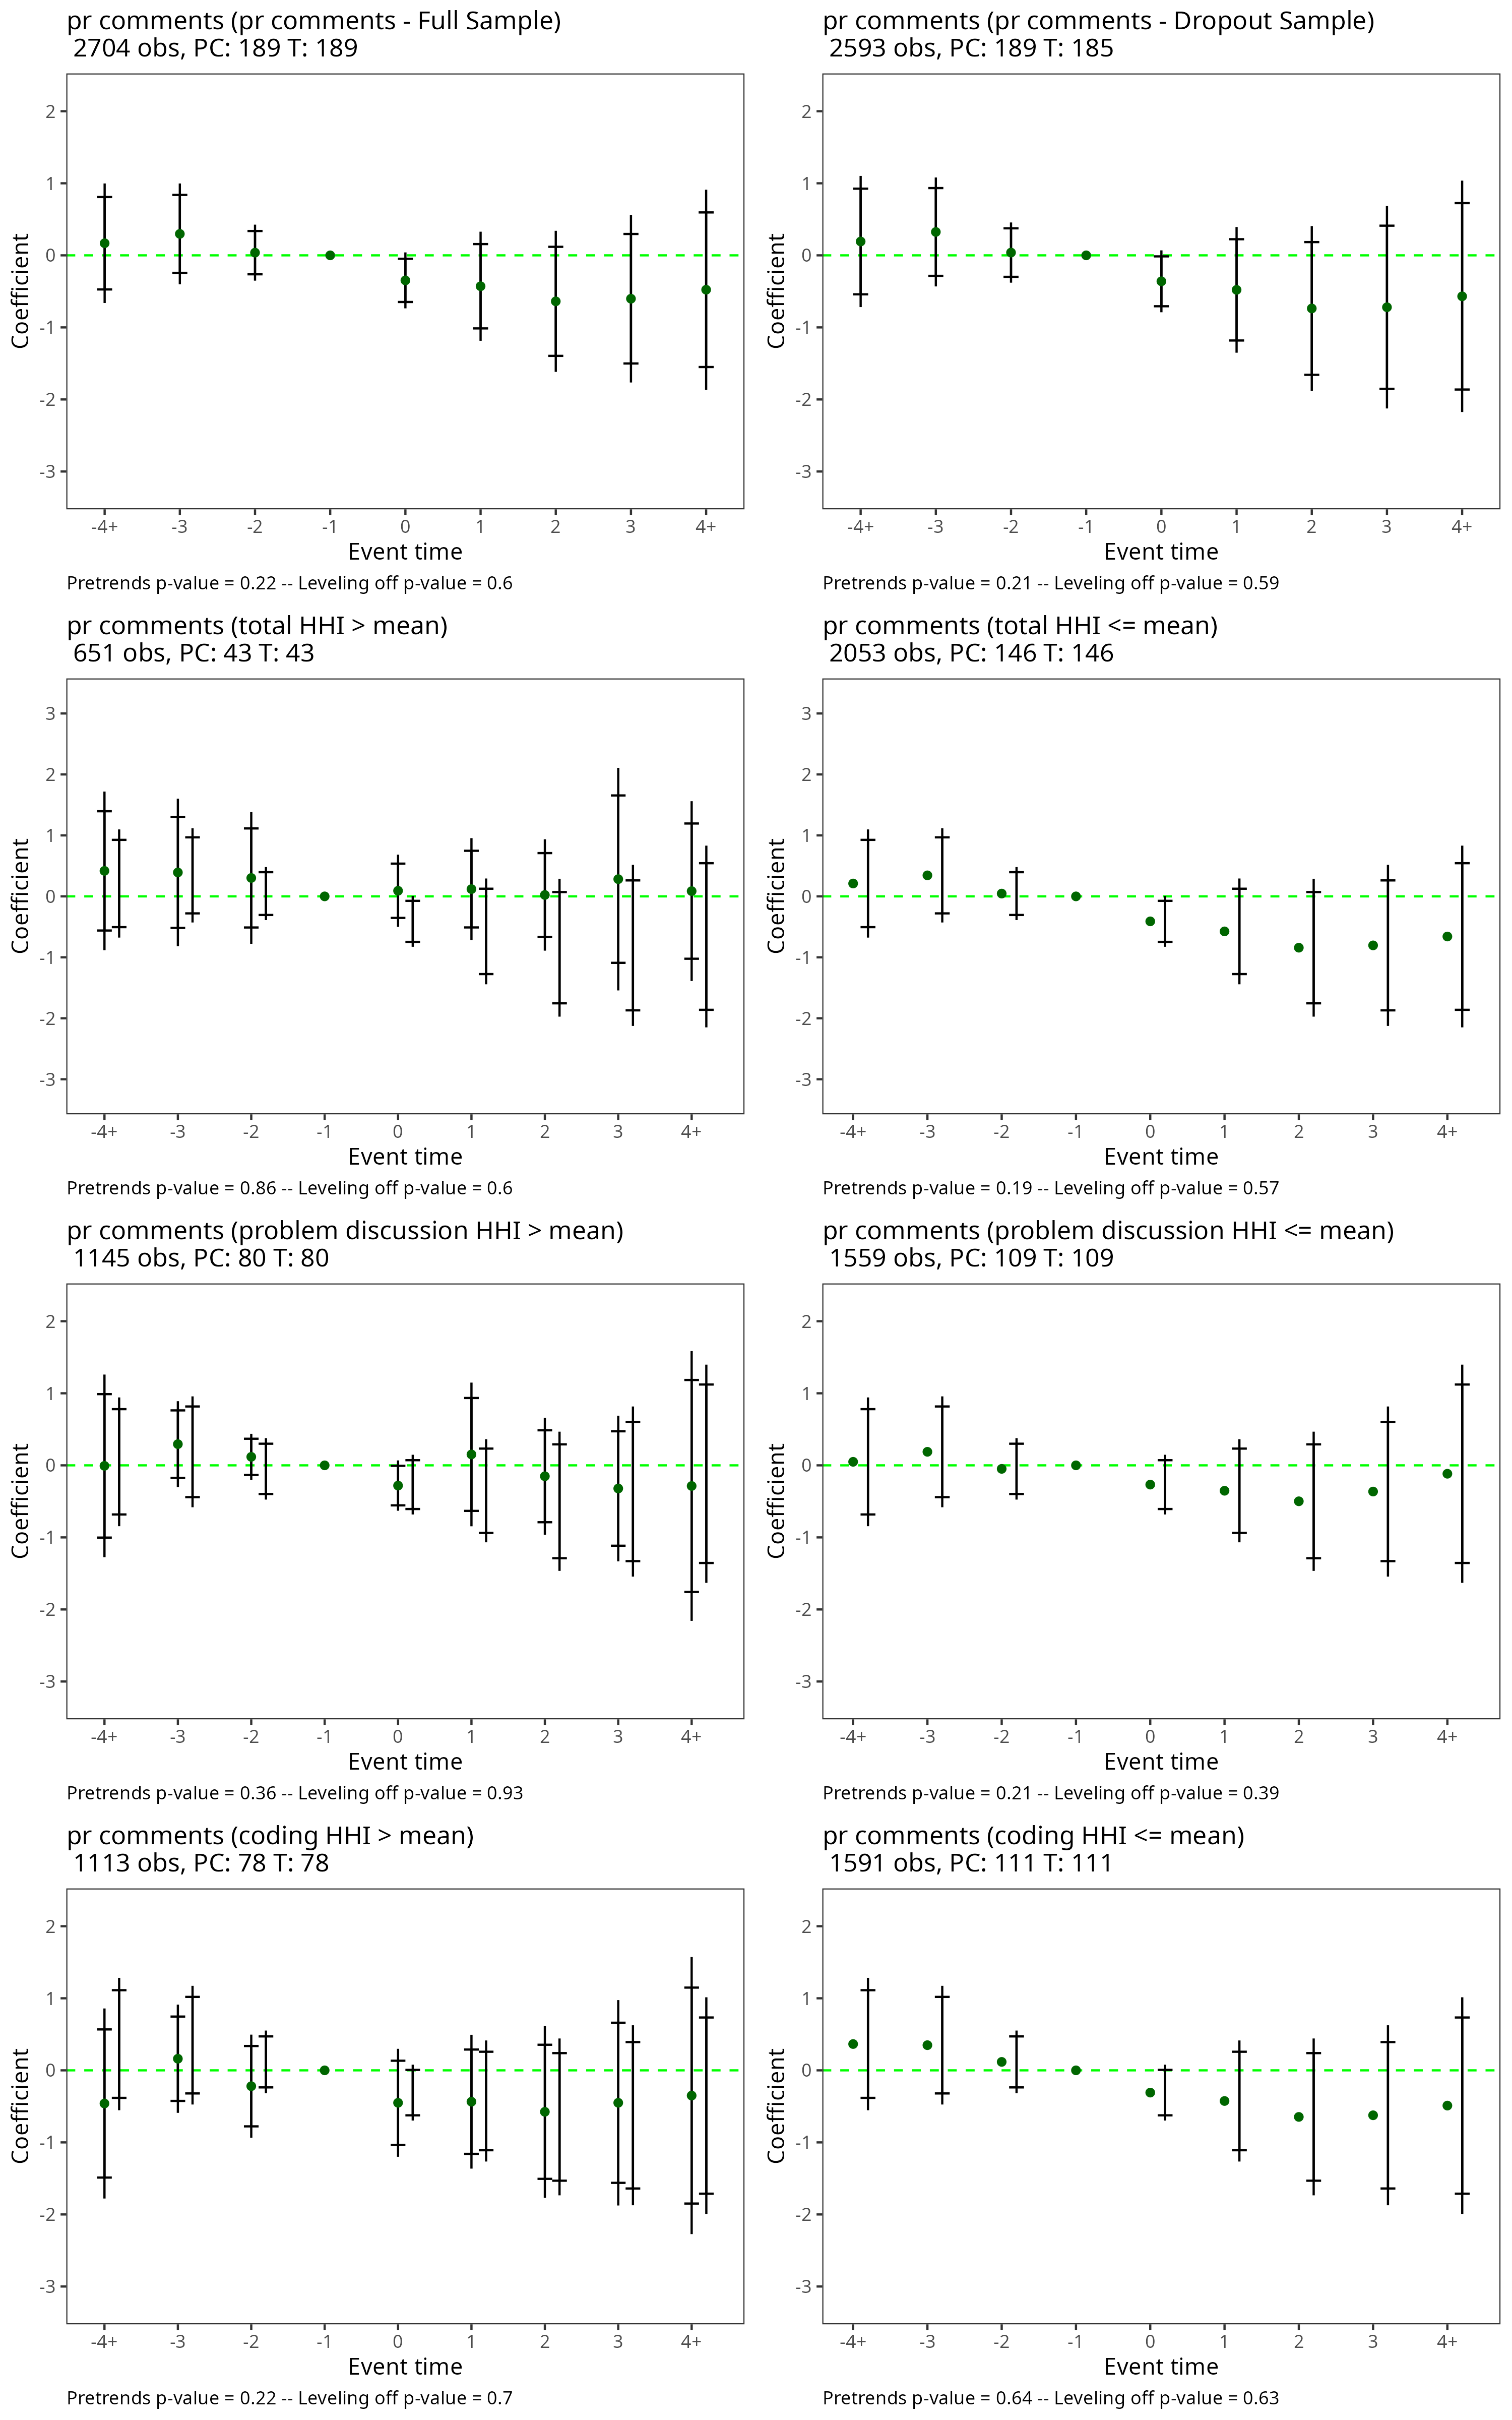 pr comments (pr comments - Full Sample)
2704 obs, PC: 189 T: 189
2
1
0
-1
-2
-3
Coefficient
-4+ -3 -2 -1 0 1 2 3 4+
Event time
Pretrends p-value = 0.22 -- Leveling off p-value = 0.6
pr comments (pr comments - Dropout Sample)
2593 obs, PC: 189 T: 185
2
1
0
-1
-2
-3
Coefficient
-4+ -3 -2 -1 0 1 2 3 4+
Event time
Pretrends p-value = 0.21 -- Leveling off p-value = 0.59
pr comments (total HHI > mean)
651 obs, PC: 43 T: 43
3
2
1
0
-1
-2
-3
Coefficient
-4+ -3 -2 -1 0 1 2 3 4+
Event time
Pretrends p-value = 0.86 -- Leveling off p-value = 0.6
pr comments (total HHI <= mean)
2053 obs, PC: 146 T: 146
3
2
1
0
-1
-2
-3
Coefficient
-4+ -3 -2 -1 0 1 2 3 4+
Event time
Pretrends p-value = 0.19 -- Leveling off p-value = 0.57
pr comments (problem discussion HHI > mean)
1145 obs, PC: 80 T: 80
2
1
0
-1
-2
-3
Coefficient
-4+ -3 -2 -1 0 1 2 3 4+
Event time
Pretrends p-value = 0.36 -- Leveling off p-value = 0.93
pr comments (problem discussion HHI <= mean)
1559 obs, PC: 109 T: 109
2
1
0
-1
-2
-3
Coefficient
-4+ -3 -2 -1 0 1 2 3 4+
Event time
Pretrends p-value = 0.21 -- Leveling off p-value = 0.39
pr comments (coding HHI > mean)
1113 obs, PC: 78 T: 78
2
1
0
-1
-2
-3
Coefficient
-4+ -3 -2 -1 0 1 2 3 4+
Event time
Pretrends p-value = 0.22 -- Leveling off p-value = 0.7
pr comments (coding HHI <= mean)
1591 obs, PC: 111 T: 111
2
1
0
-1
-2
-3
Coefficient
-4+ -3 -2 -1 0 1 2 3 4+
Event time
Pretrends p-value = 0.64 -- Leveling off p-value = 0.63